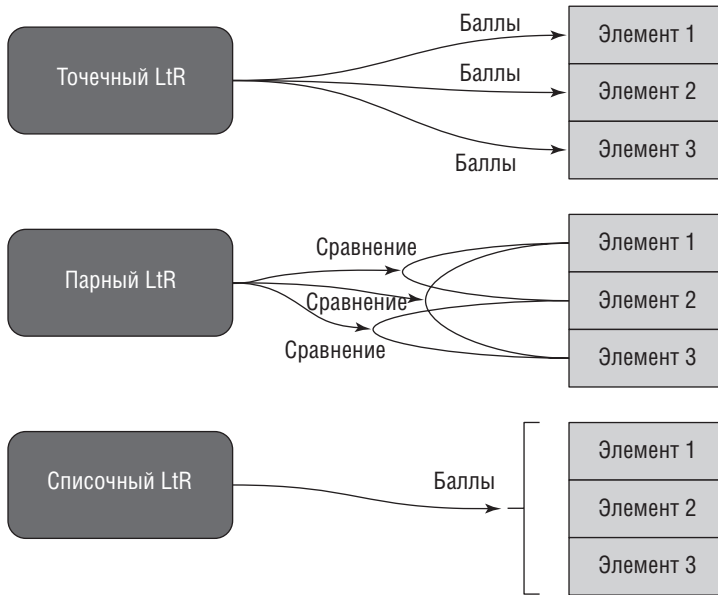 Точечный LtR
Баллы
Баллы
Баллы
Элемент 1
Элемент 2
Элемент 3
Парный LtR
Сравнение
Сравнение
Сравнение
Элемент 1
Элемент 2
Элемент 3
Списочный LtR
Баллы
Элемент 1
Элемент 2
Элемент 3